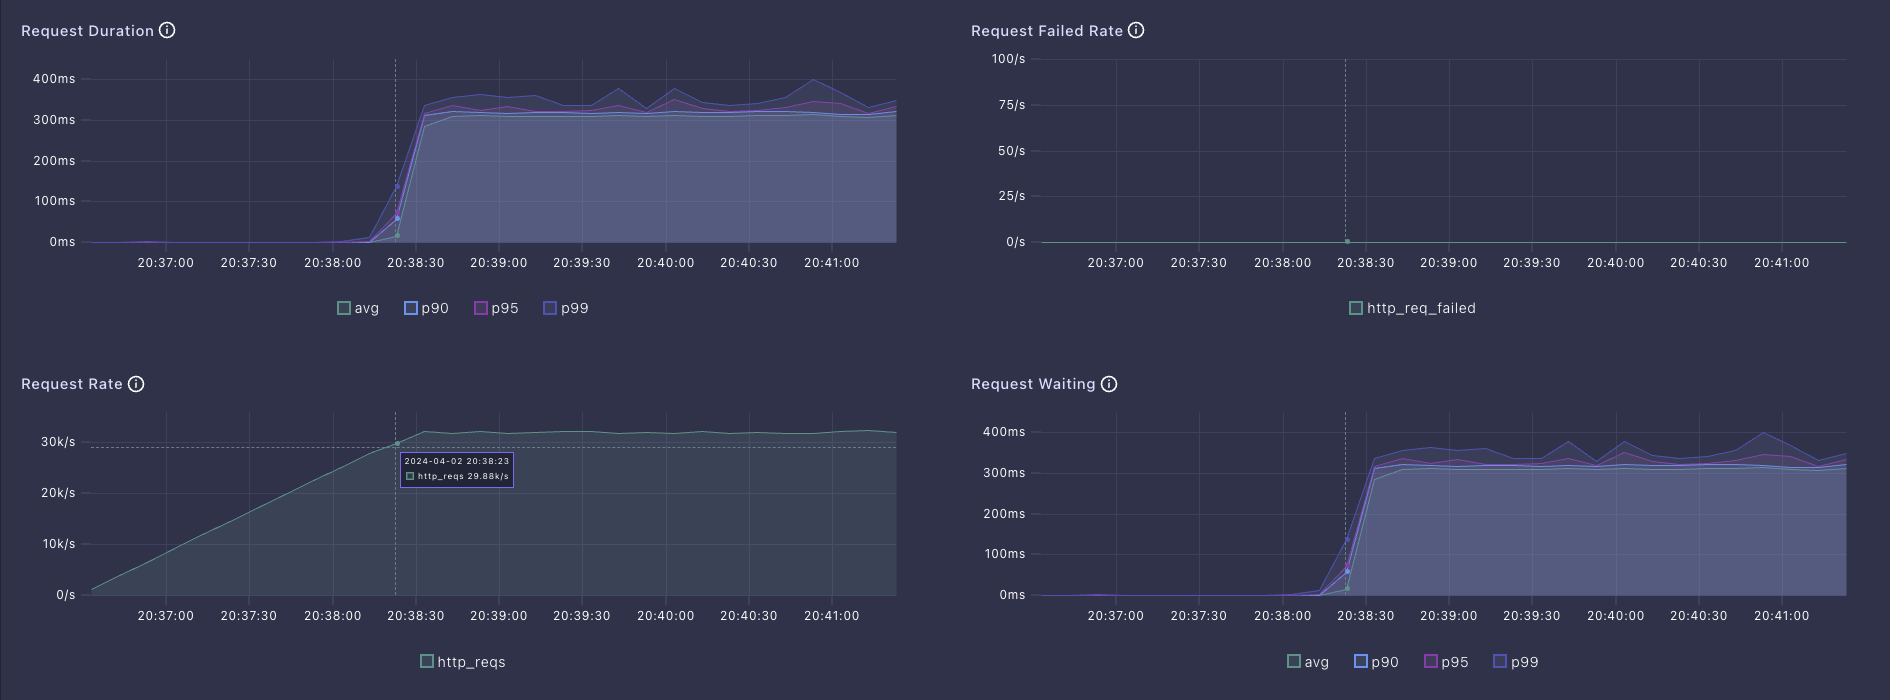 Request Duration
400ms
300ms
200ms
100ms
0ms
20:37:00 20:37:30 20:38:00 20:38:30 20:39:00 20:39:30 20:40:00 20:40:30 20:41:00
avg p90 p95 p99
Request Failed Rate
100/s
75/s
50/s
25/s
0/s
20:37:00 20:37:30 20:38:00 20:38:30 20:39:00 20:39:30 20:40:00 20:40:30 20:41:00
http_req_failed
Request Rate
30k/s
20k/s
10k/s
0/s
2024-04-02 20:38:23
http_reqs 29.88k/s
20:37:00 20:37:30 20:38:00 20:38:30 20:39:00 20:39:30 20:40:00 20:40:30 20:41:00
http_reqs
Request Waiting
400ms
300ms
200ms
100ms
0ms
20:37:00 20:37:30 20:38:00 20:38:30 20:39:00 20:39:30 20:40:00 20:40:30 20:41:00
avg p90 p95 p99